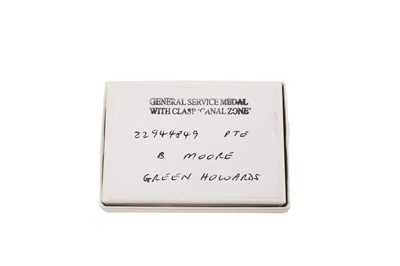 GENERAL SERVICE MEDAL
WITH CLASP 'CANAL ZONE'
22944849 PTE
B MOORE
GREEN HOWARDS